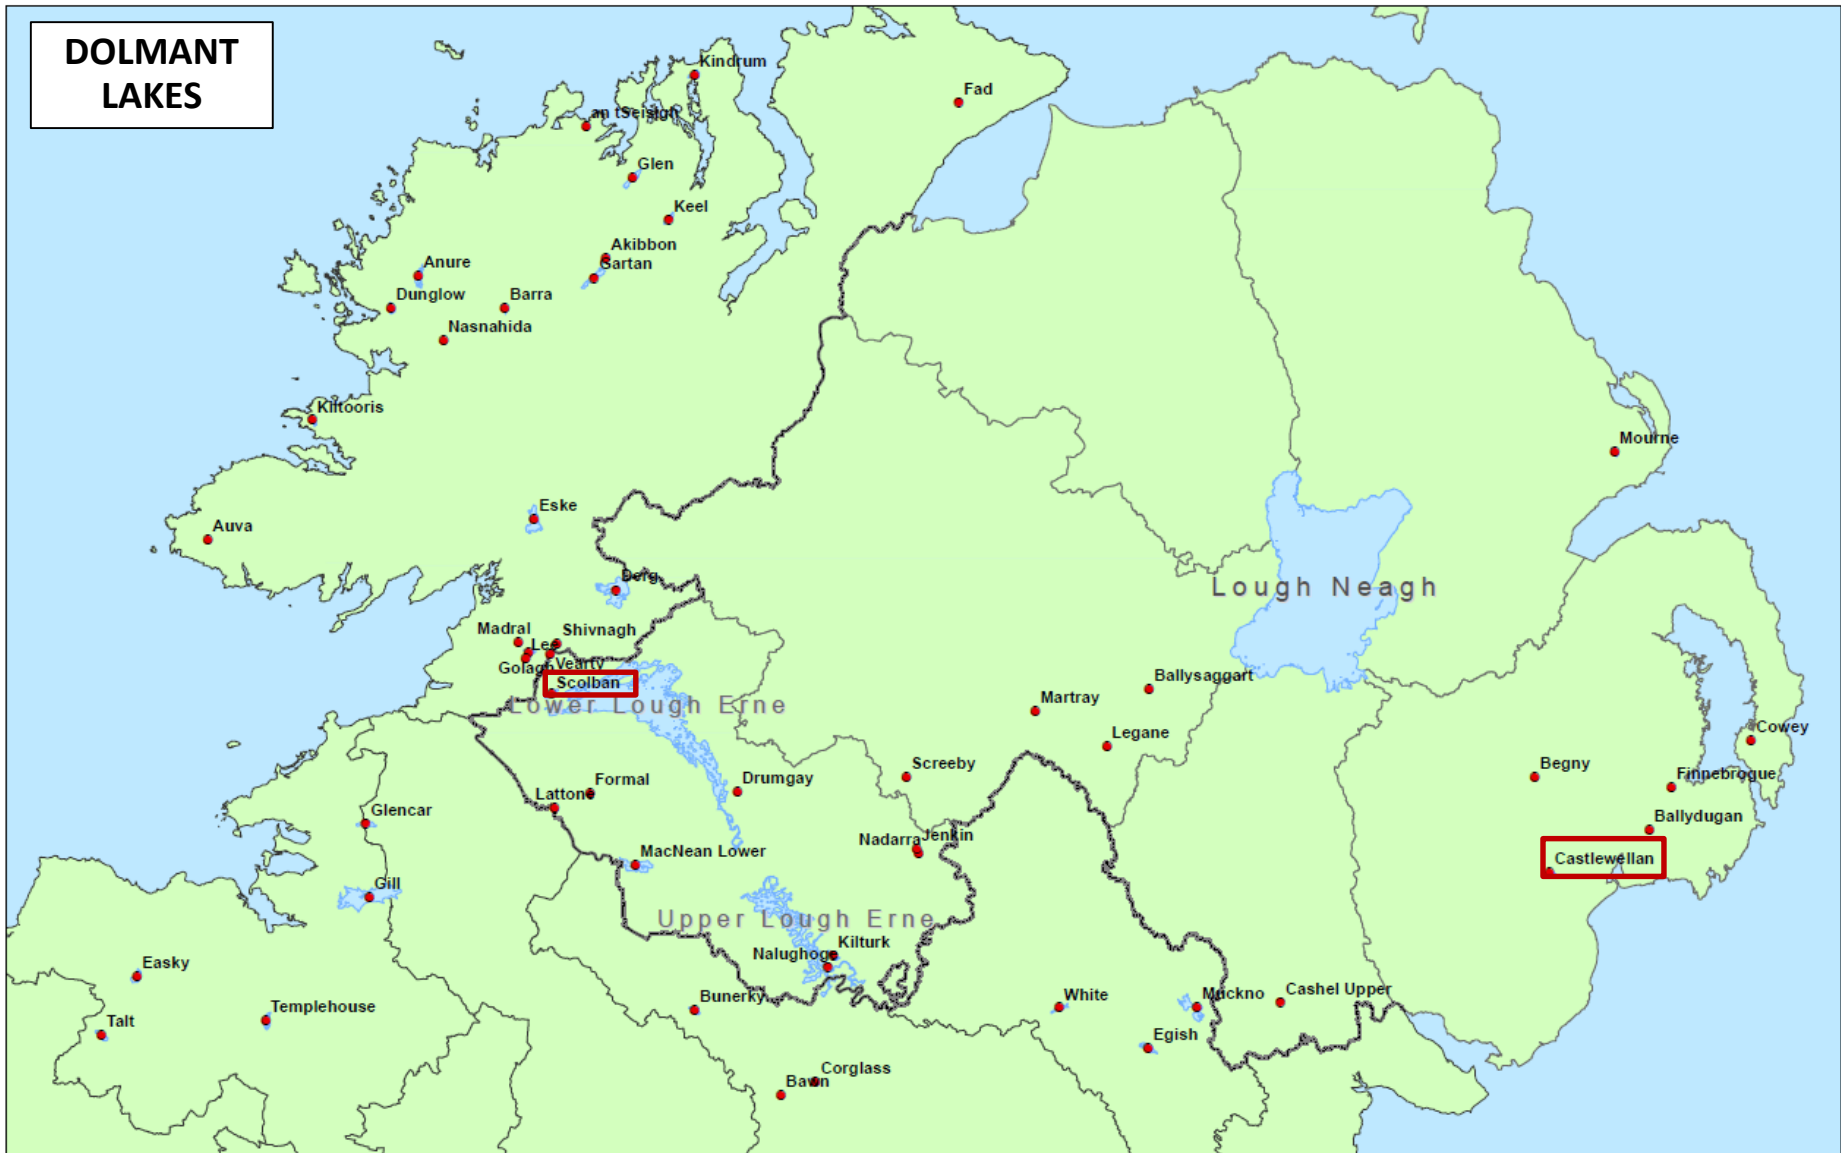 DOLMANT
LAKES
Kindrum
Fad
an tSeisigh
Glen
Keel
Akibbon
Gartan
Anure
Dunglow
Barra
Nasnahida
Kiltooris
Mourne
Eske
Auva
Derg
Lough Neagh
Madral
Shivnagh
Lee
Golagh
Vearty
Scolban
Lower Lough Erne
Ballysaggart
Martray
Legane
Cowey
Screeby
Begny
Finnebrogue
Formal
Drumgay
Lattone
Glencar
Ballydugan
Nadarra
Jenkin
MacNean Lower
Castlewellan
Gill
Upper Lough Erne
Kilturk
Nalughoge
Easky
Bunerky
White
Muckno
Cashel Upper
Templehouse
Talt
Egish
Corglass
Bawn